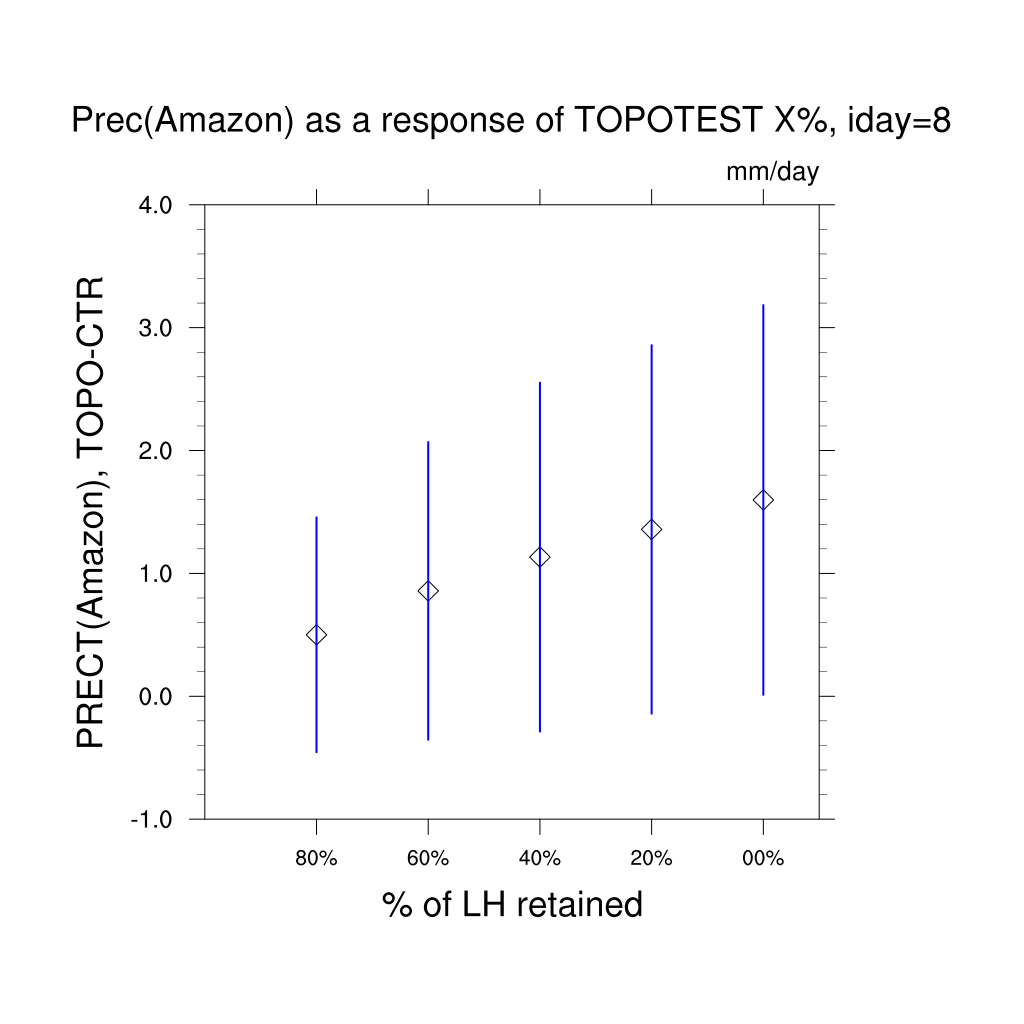 Prec(Amazon) as a response of TOPOTEST X%, iday=8
mm/day
PRECT(Amazon), TOPO-CTR
4.0
3.0
2.0
1.0
0.0
-1.0
80% 60% 40% 20% 00%
% of LH retained